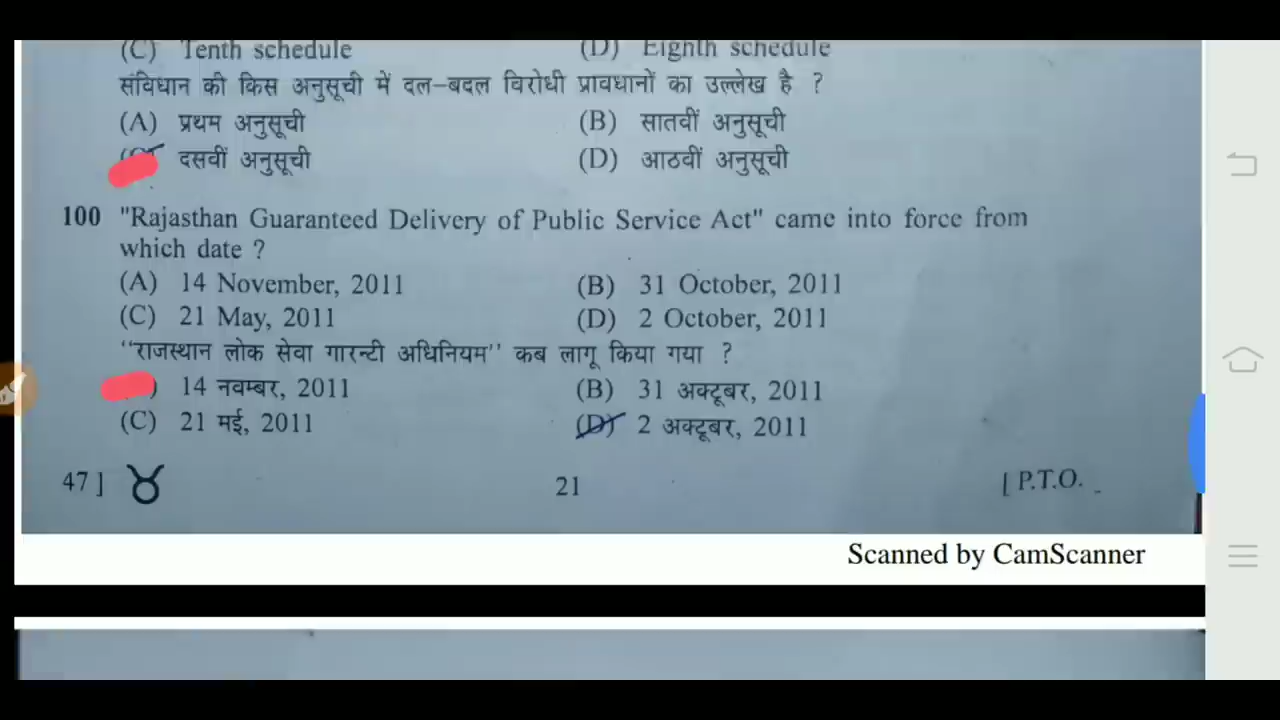 (C) Tenth schedule (D) Eighth schedule
संविधान की किस अनुसूची में दल-बदल विरोधी प्रावधानों का उल्लेख है ?
(A) प्रथम अनुसूची (B) सातवीं अनुसूची
दसवीं अनुसूची (D) आठवीं अनुसूची
100 "Rajasthan Guaranteed Delivery of Public Service Act" came into force from
which date ?
(A) 14 November, 2011 (B) 31 October, 2011
(C) 21 May, 2011 (D) 2 October, 2011
"राजस्थान लोक सेवा गारन्टी अधिनियम" कब लागू किया गया ?
) 14 नवम्बर, 2011 (B) 31 अक्टूबर, 2011
(C) 21 मई, 2011 (D) 2 अक्टूबर, 2011
47 ] 21 [ P.T.O.
Scanned by CamScanner